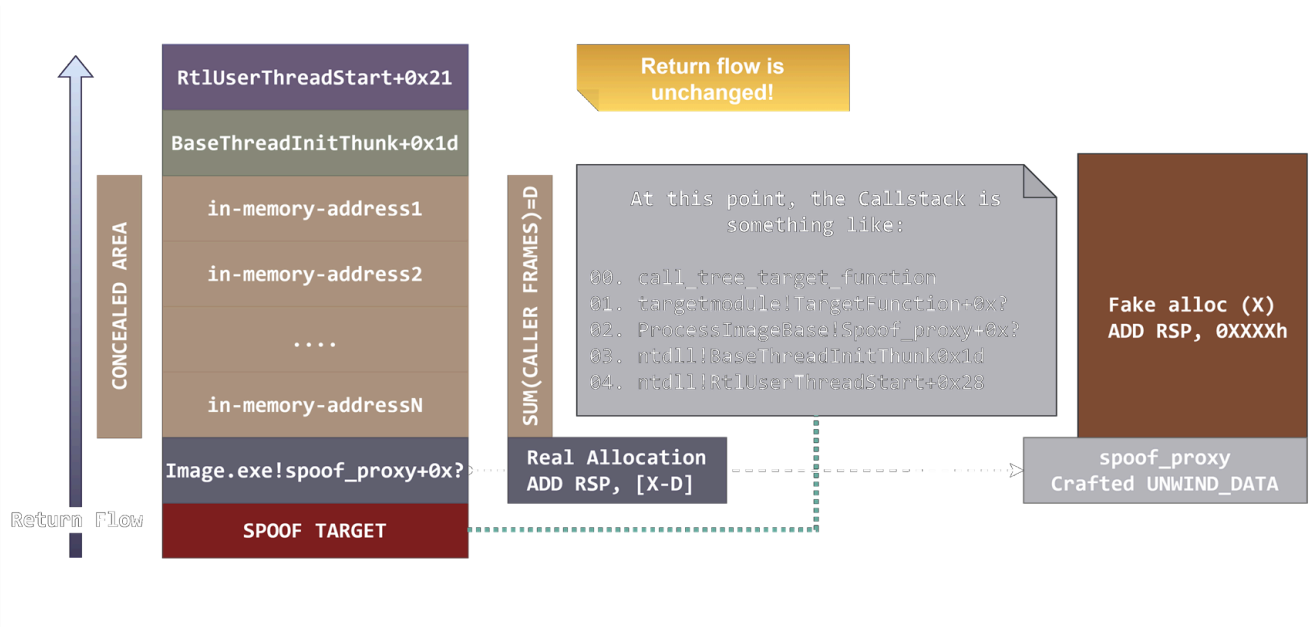 RtlUserThreadStart+0x21
BaseThreadInitThunk+0x1d
in-memory-address1
in-memory-address2
....
in-memory-addressN
Image.exe!spoof_proxy+0x?
SPOOF TARGET
CONCEALED AREA
Return Flow
SUM(CALLER FRAMES)=D
Real Allocation
ADD RSP, [X-D]
Return flow is
unchanged!
At this point, the Callstack is
something like:
00. call_tree_target_function
01. targetmodule!TargetFunction+0x?
02. ProcessImageBase!Spoof_proxy+0x?
03. ntdll!BaseThreadInitThunk0x1d
04. ntdll!RtlUserThreadStart+0x28
Fake alloc (X)
ADD RSP, 0XXXXh
spoof_proxy
Crafted UNWIND_DATA